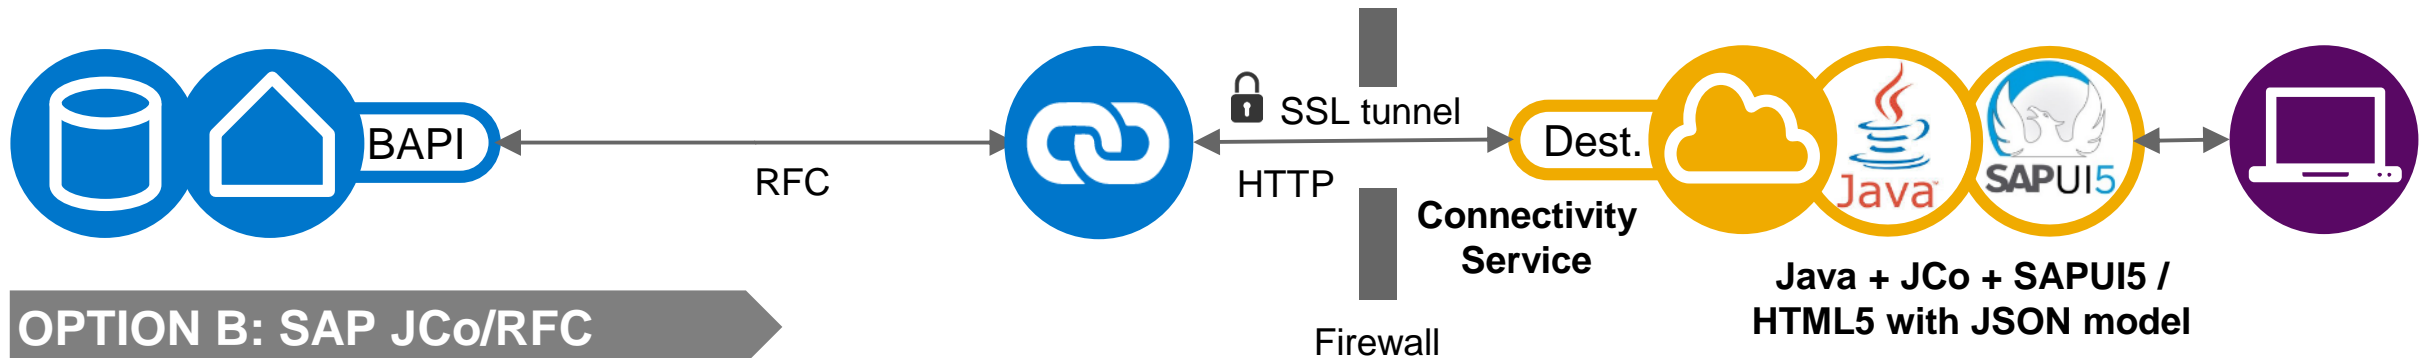 BAPI
RFC
SSL tunnel
HTTP
Firewall
Dest.
Connectivity
Service
Java™
SAPUI5
Java + JCo + SAPUI5 /
HTML5 with JSON model
OPTION B: SAP JCo/RFC